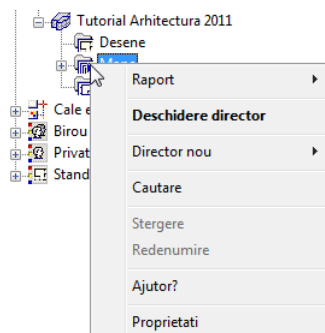 Tutorial Arhitectura 2011
Desene
Raport
Deschidere director
Cale e
Birou
Director nou
Privat
Stand
Cautare
Stergere
Redenumire
Ajutor?
Proprietati